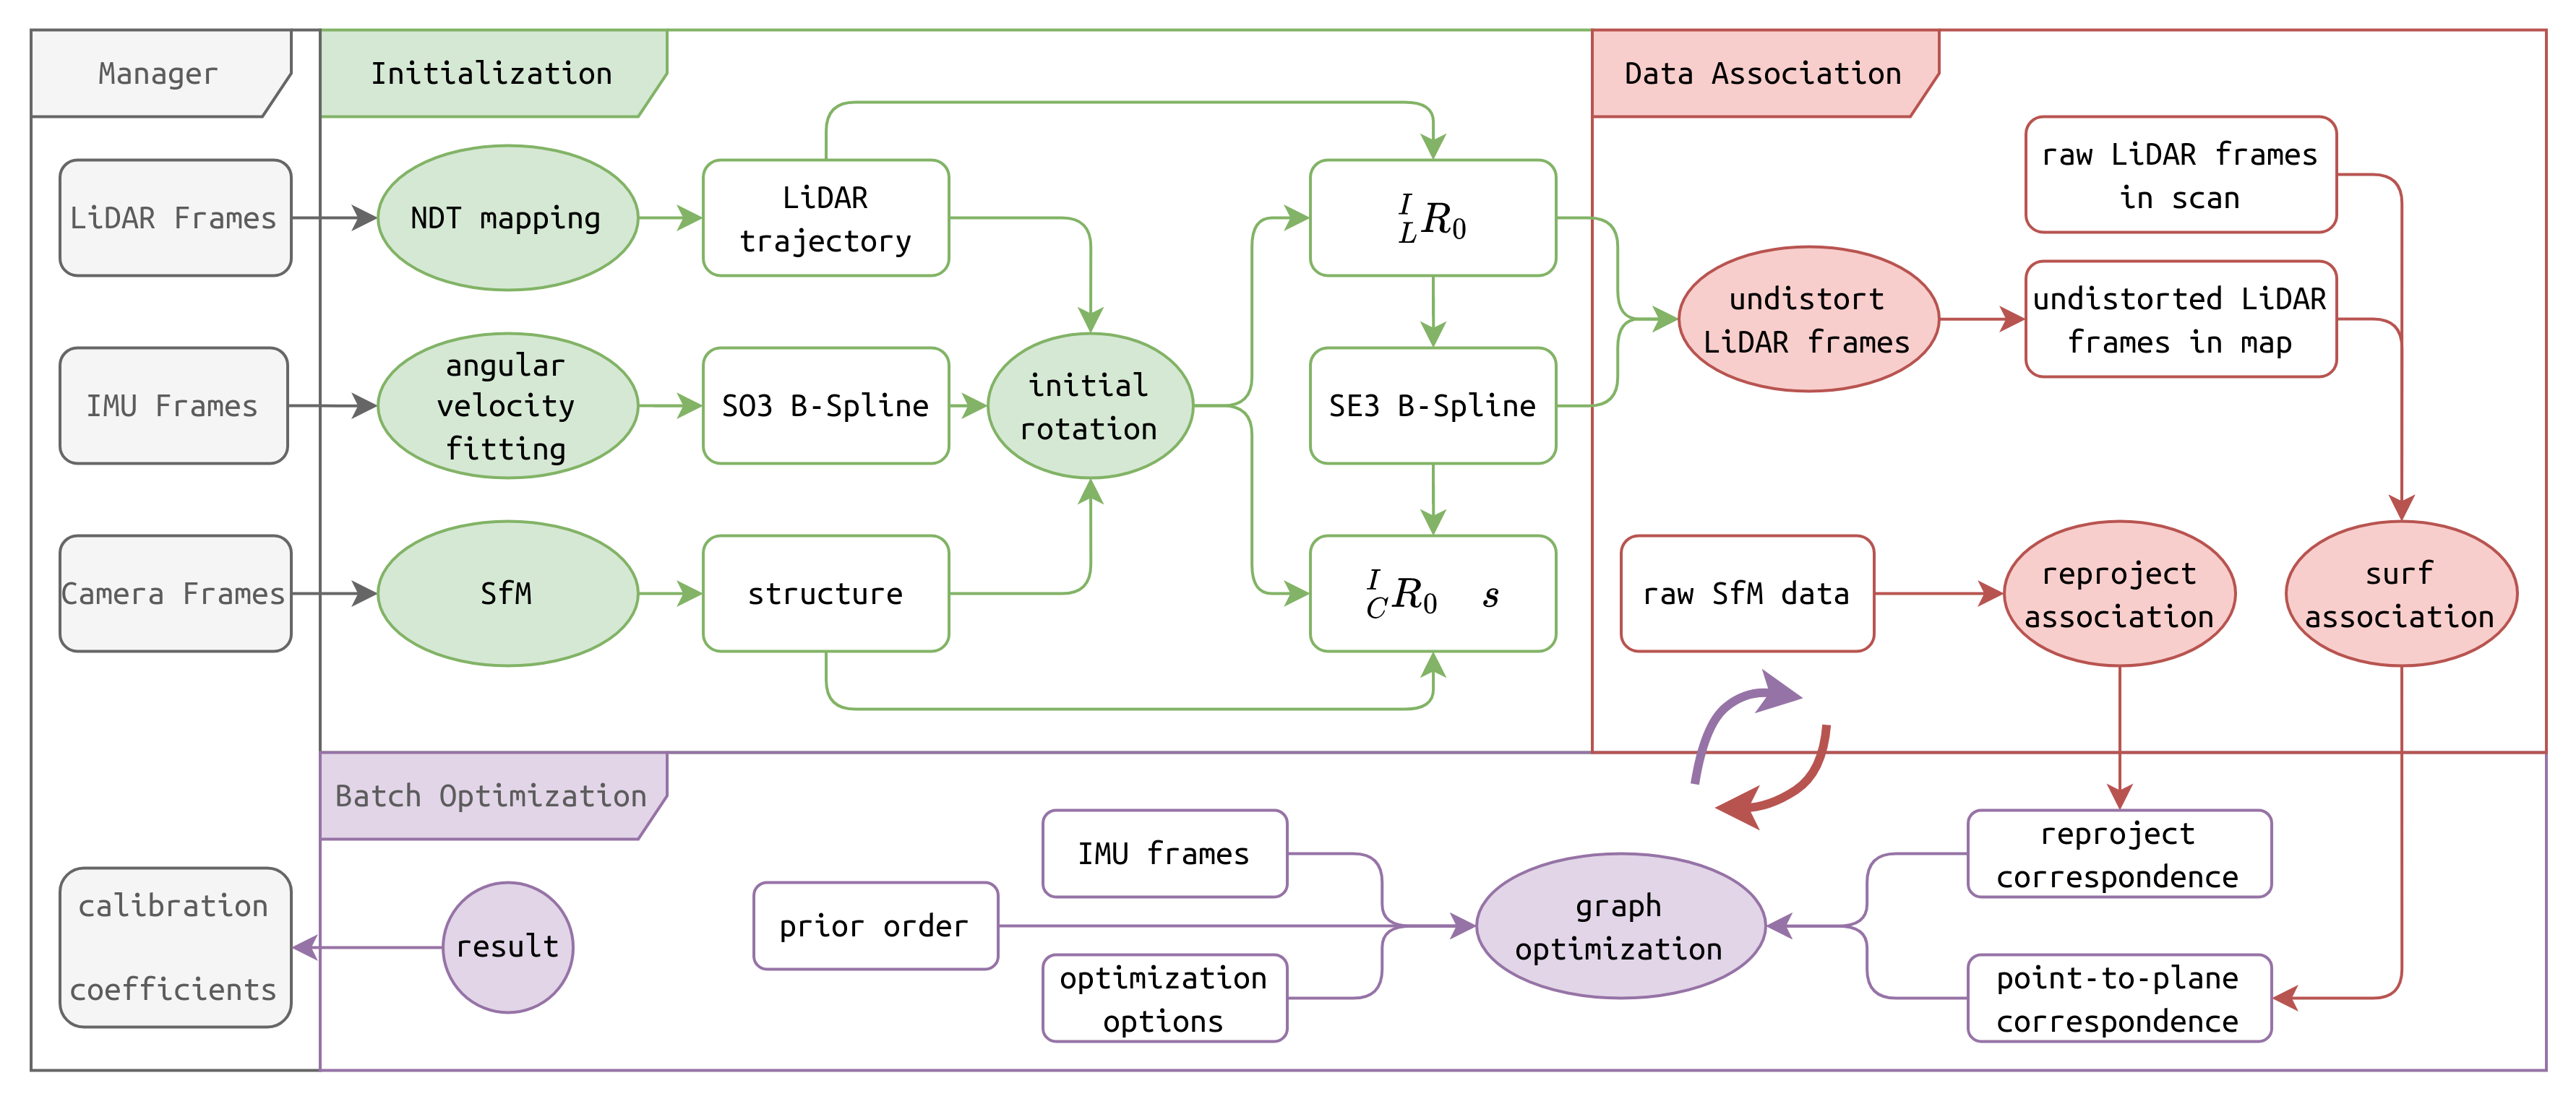 Manager
LiDAR Frames
IMU Frames
Camera Frames
calibration
coefficients
Initialization
NDT mapping
LiDAR
trajectory
angular
velocity
fitting
SO3 B-Spline
initial
rotation
SfM
structure
$^I_L R_0$
SE3 B-Spline
$^I_C R_0$ $s$
Data Association
raw LiDAR frames
in scan
undistort
LiDAR frames
undistorted LiDAR
frames in map
raw SfM data
reproject
association
surf
association
Batch Optimization
result
prior order
IMU frames
optimization
options
graph
optimization
reproject
correspondence
point-to-plane
correspondence